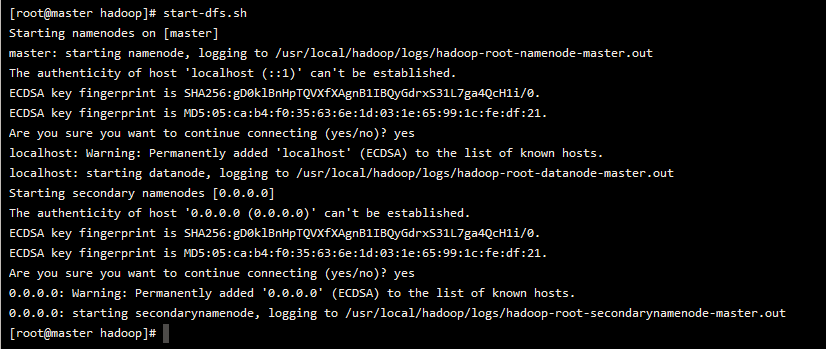 [root@master hadoop]# start-dfs.sh
Starting namenodes on [master]
master: starting namenode, logging to /usr/local/hadoop/logs/hadoop-root-namenode-master.out
The authenticity of host 'localhost (::1)' can't be established.
ECDSA key fingerprint is SHA256:gD0klBnHpTQVXfXAgnB1IBQyGdrxS31L7ga4QcH1i/0.
ECDSA key fingerprint is MD5:05:ca:b4:f0:35:63:6e:1d:03:1e:65:99:1c:fe:df:21.
Are you sure you want to continue connecting (yes/no)? yes
localhost: Warning: Permanently added 'localhost' (ECDSA) to the list of known hosts.
localhost: starting datanode, logging to /usr/local/hadoop/logs/hadoop-root-datanode-master.out
Starting secondary namenodes [0.0.0.0]
The authenticity of host '0.0.0.0 (0.0.0.0)' can't be established.
ECDSA key fingerprint is SHA256:gD0klBnHpTQVXfXAgnB1IBQyGdrxS31L7ga4QcH1i/0.
ECDSA key fingerprint is MD5:05:ca:b4:f0:35:63:6e:1d:03:1e:65:99:1c:fe:df:21.
Are you sure you want to continue connecting (yes/no)? yes
0.0.0.0: Warning: Permanently added '0.0.0.0' (ECDSA) to the list of known hosts.
0.0.0.0: starting secondarynamenode, logging to /usr/local/hadoop/logs/hadoop-root-secondarynamenode-master.out
[root@master hadoop]#